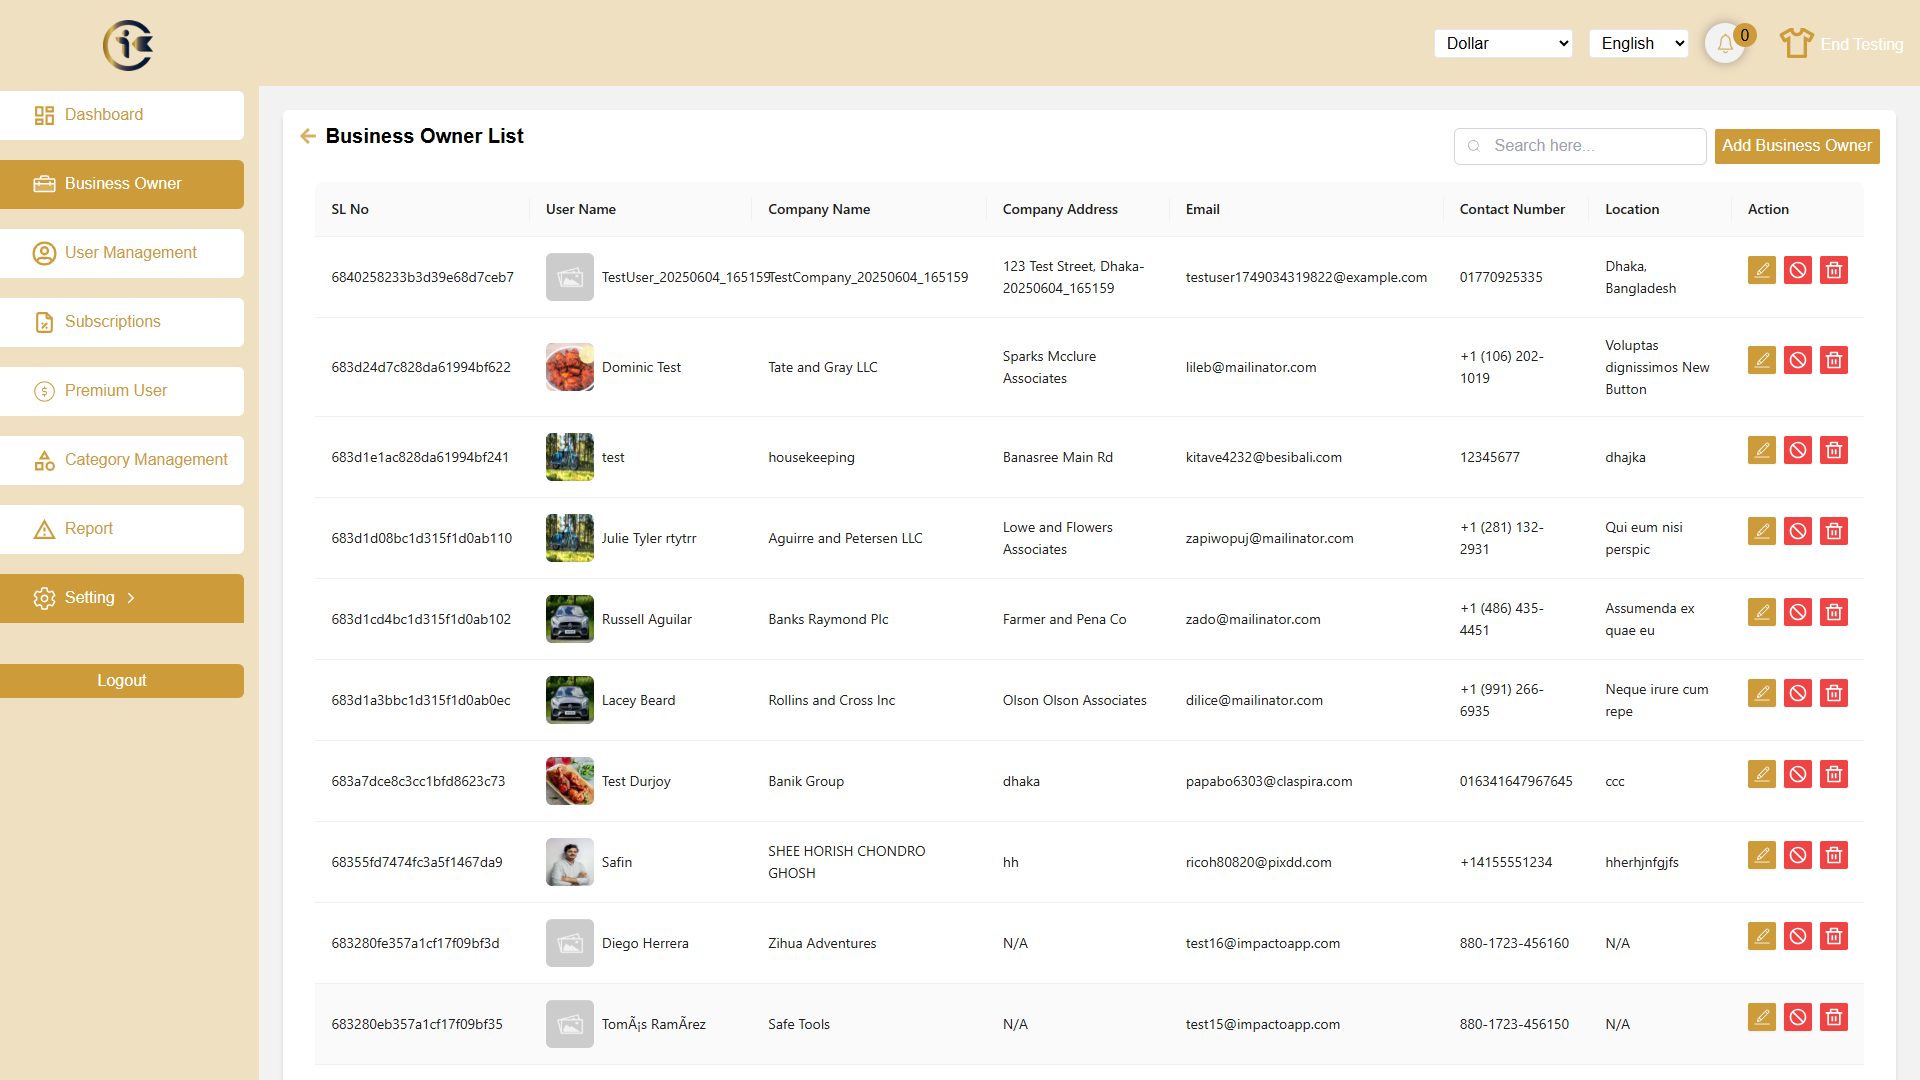 Dollar
English
0
End Testing
Dashboard
Business Owner
User Management
Subscriptions
Premium User
Category Management
Report
Setting
Logout
Business Owner List
Search here...
Add Business Owner
SL No User Name Company Name Company Address Email Contact Number Location Action
6840258233b3d39e68d7ceb7 TestUser_20250604_165159 TestCompany_20250604_165159 123 Test Street, Dhaka- testuser1749034319822@example.com 01770925335 Dhaka,
20250604_165159 Bangladesh
683d24d7c828da61994bf622 Dominic Test Tate and Gray LLC Sparks Mcclure lileb@mailinator.com +1 (106) 202- Voluptas
Associates 1019 dignissimos New
Button
683d1e1ac828da61994bf241 test housekeeping Banasree Main Rd kitave4232@besibali.com 12345677 dhajka
683d1d08bc1d315f1d0ab110 Julie Tyler rtytrr Aguirre and Petersen LLC Lowe and Flowers zapiwopuj@mailinator.com +1 (281) 132- Qui eum nisi
Associates 2931 perspic
683d1cd4bc1d315f1d0ab102 Russell Aguilar Banks Raymond Plc Farmer and Pena Co zado@mailinator.com +1 (486) 435- Assumenda ex
4451 quae eu
683d1a3bbc1d315f1d0ab0ec Lacey Beard Rollins and Cross Inc Olson Olson Associates dilice@mailinator.com +1 (991) 266- Neque irure cum
6935 repe
683a7dce8c3cc1bfd8623c73 Test Durjoy Banik Group dhaka papabo6303@claspira.com 016341647967645 ccc
68355fd7474fc3a5f1467da9 Safin SHEE HORISH CHONDRO hh ricoh80820@pixdd.com +14155551234 hherhjnfgjfs
GHOSH
683280fe357a1cf17f09bf3d Diego Herrera Zihua Adventures N/A test16@impactoapp.com 880-1723-456160 N/A
683280eb357a1cf17f09bf35 TomÃ¡s RamÃrez Safe Tools N/A test15@impactoapp.com 880-1723-456150 N/A